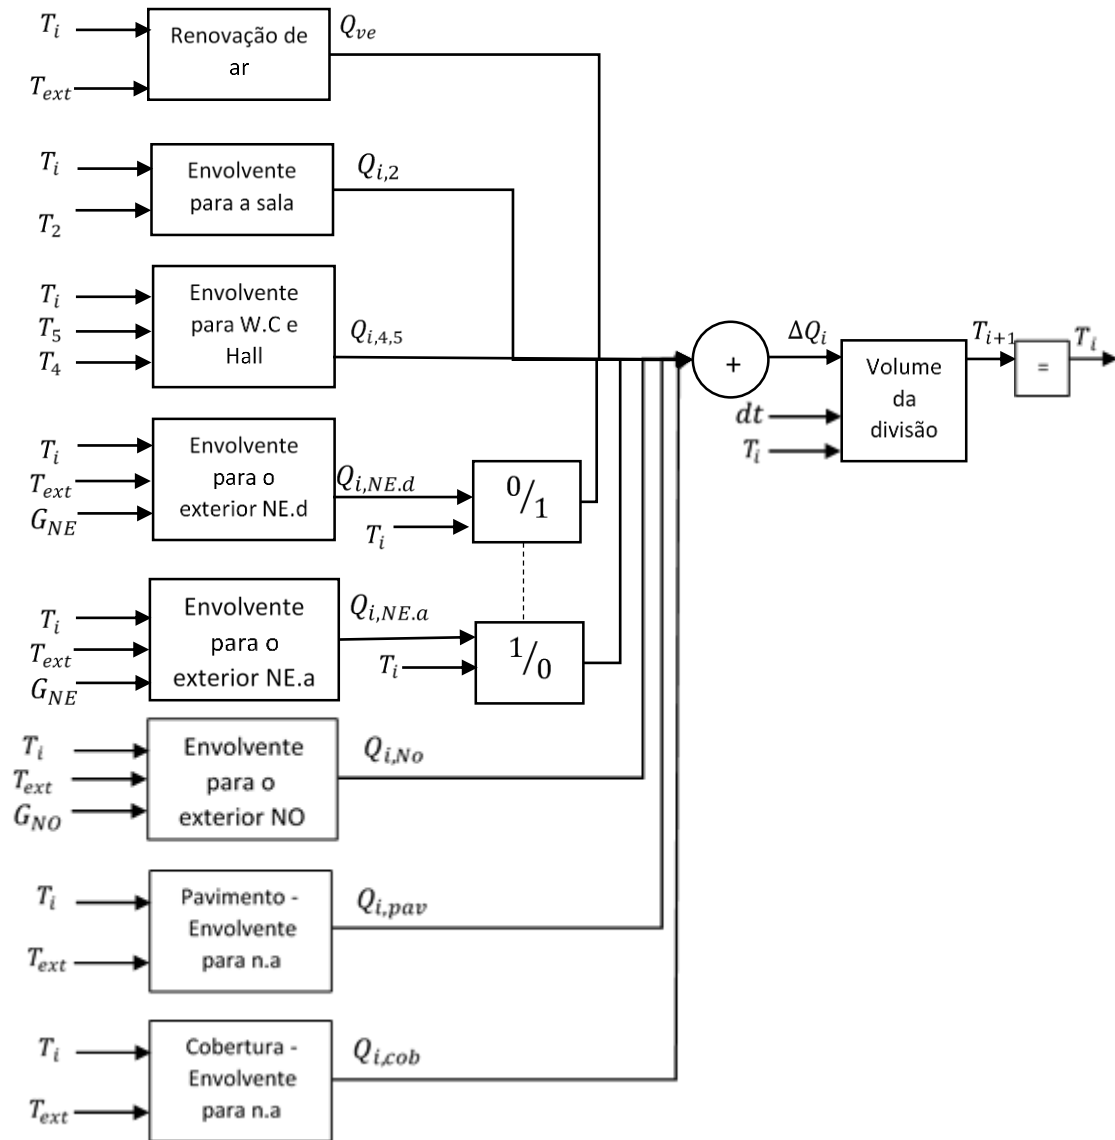 T_i
T_ext
Renovação de
ar
Q_ve
T_i
T_2
Envolvente
para a sala
Q_i,2
T_i
T_5
T_4
Envolvente
para W.C e
Hall
Q_i,4,5
+
ΔQ_i
dt
T_i
Volume
da
divisão
T_i+1
=
T_i
T_i
T_ext
G_NE
Envolvente
para o
exterior NE.d
Q_i,NE.d
T_i
0/1
T_i
T_ext
G_NE
Envolvente
para o
exterior NE.a
Q_i,NE.a
T_i
1/0
T_i
T_ext
G_NO
Envolvente
para o
exterior NO
Q_i,No
T_i
T_ext
Pavimento -
Envolvente
para n.a
Q_i,pav
T_i
T_ext
Cobertura -
Envolvente
para n.a
Q_i,cob